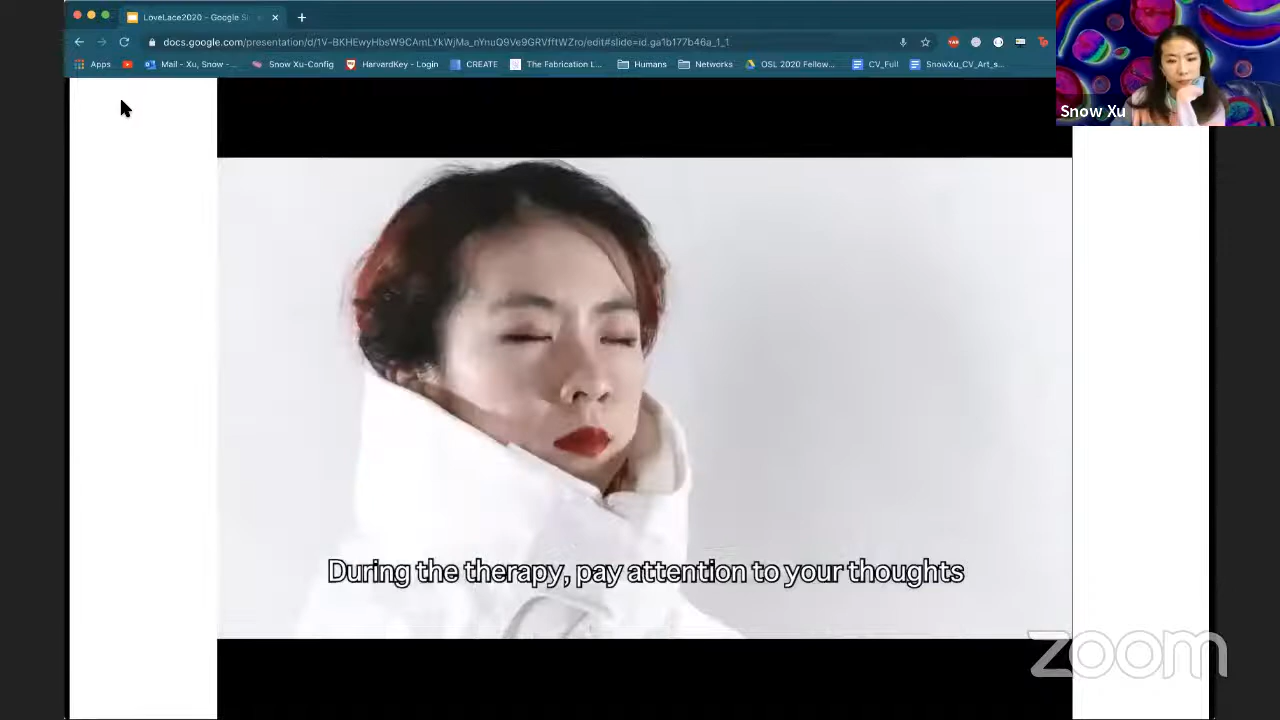 LoveLace2020 - Google Sl
docs.google.com/presentation/d/1V-BKHEwyHbsW9CAmLYkWjMa_nYnuQ9Ve9GRVfftWZro/edit#slide=id.ga1b177b46a_1_1
Apps
Mail - Xu, Snow - ...
Snow Xu-Config
HarvardKey - Login
CREATE
The Fabrication L...
Humans
Networks
OSL 2020 Fellow...
CV_Full
SnowXu_CV_Art_s...
Snow Xu
During the therapy, pay attention to your thoughts
zoom